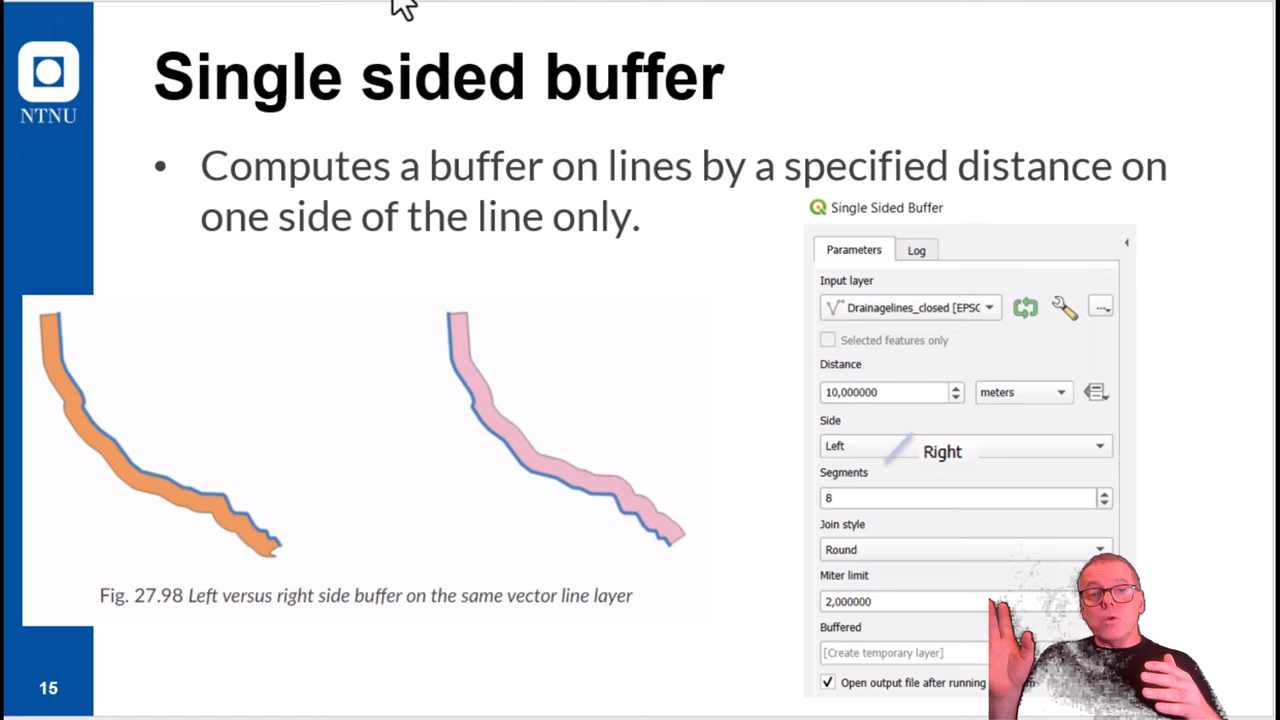 NTNU
Single sided buffer
• Computes a buffer on lines by a specified distance on
one side of the line only.
Fig. 27.98 Left versus right side buffer on the same vector line layer
Single Sided Buffer
Parameters
Log
Input layer
Drainagelines_closed [EPSG
...
Selected features only
Distance
10,000000
meters
Side
Left
Right
Segments
8
Join style
Round
Miter limit
2,000000
Buffered
[Create temporary layer]
Open output file after running
15